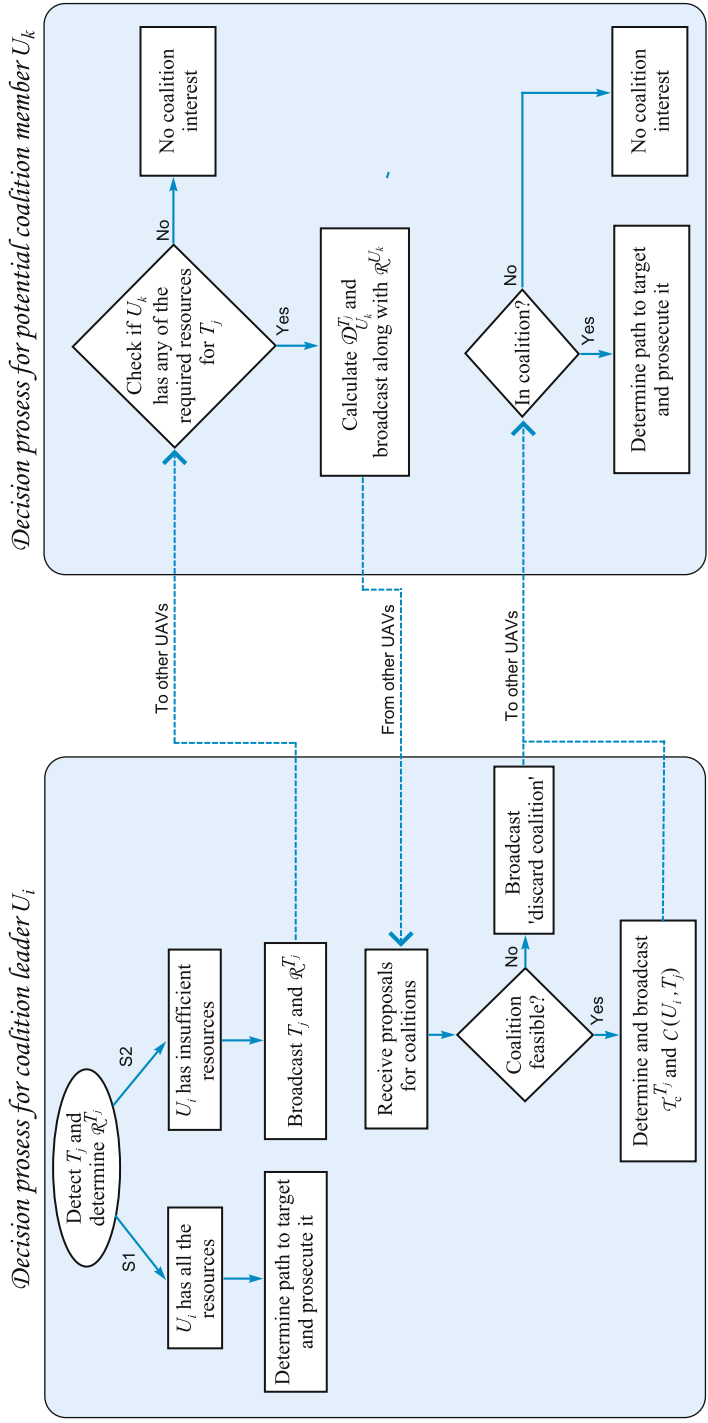 Decision prosess for coalition leader U_i
Detect T_j and
determine ℛ^{T_j}
S1
S2
U_i has all the
resources
U_i has insufficient
resources
Determine path to target
and prosecute it
Broadcast T_j and ℛ^{T_j}
Receive proposals
for coalitions
Coalition
feasible?
No
Broadcast
'discard coalition'
Yes
Determine and broadcast
𝒯_c^{T_j} and C(U_i, T_j)
To other UAVs
From other UAVs
To other UAVs
Decision prosess for potential coalition member U_k
Check if U_k
has any of the
required resources
for T_j
No
No coalition
interest
Yes
Calculate 𝒟_{U_k}^{T_j} and
broadcast along with ℛ^{U_k}
In coalition?
No
No coalition
interest
Yes
Determine path to target
and prosecute it